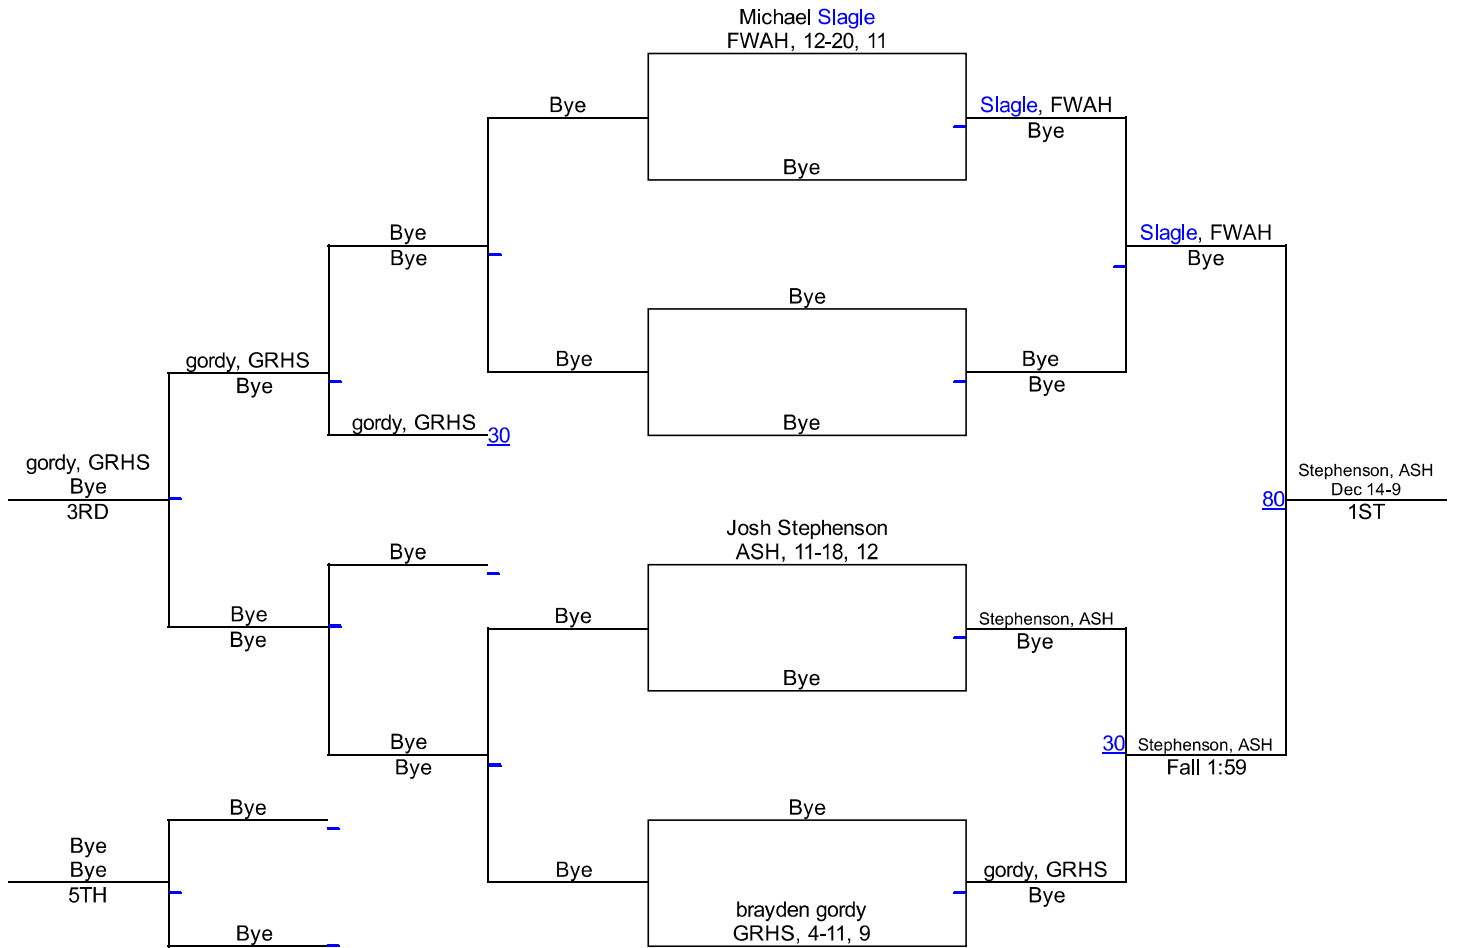 Michael Slagle
FWAH, 12-20, 11
Bye
Slagle, FWAH
Bye
Bye
Bye
Bye
Slagle, FWAH
Bye
Bye
Bye
Bye
Bye
Bye
gordy, GRHS
Bye
gordy, GRHS
30
Bye
gordy, GRHS
Bye
3RD
Stephenson, ASH
Dec 14-9
80
1ST
Josh Stephenson
ASH, 11-18, 12
Bye
Bye
Stephenson, ASH
Bye
Bye
Bye
Bye
Bye
Bye
30
Stephenson, ASH
Fall 1:59
Bye
Bye
Bye
Bye
5TH
Bye
gordy, GRHS
Bye
brayden gordy
GRHS, 4-11, 9
Bye